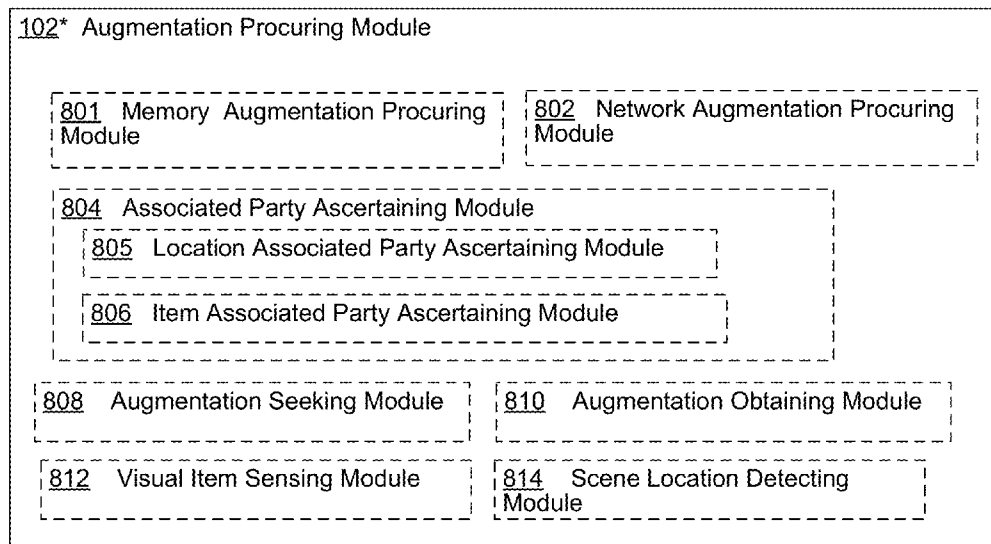 102* Augmentation Procuring Module
801 Memory Augmentation Procuring
Module
802 Network Augmentation Procuring
Module
804 Associated Party Ascertaining Module
805 Location Associated Party Ascertaining Module
806 Item Associated Party Ascertaining Module
808 Augmentation Seeking Module
810 Augmentation Obtaining Module
812 Visual Item Sensing Module
814 Scene Location Detecting
Module